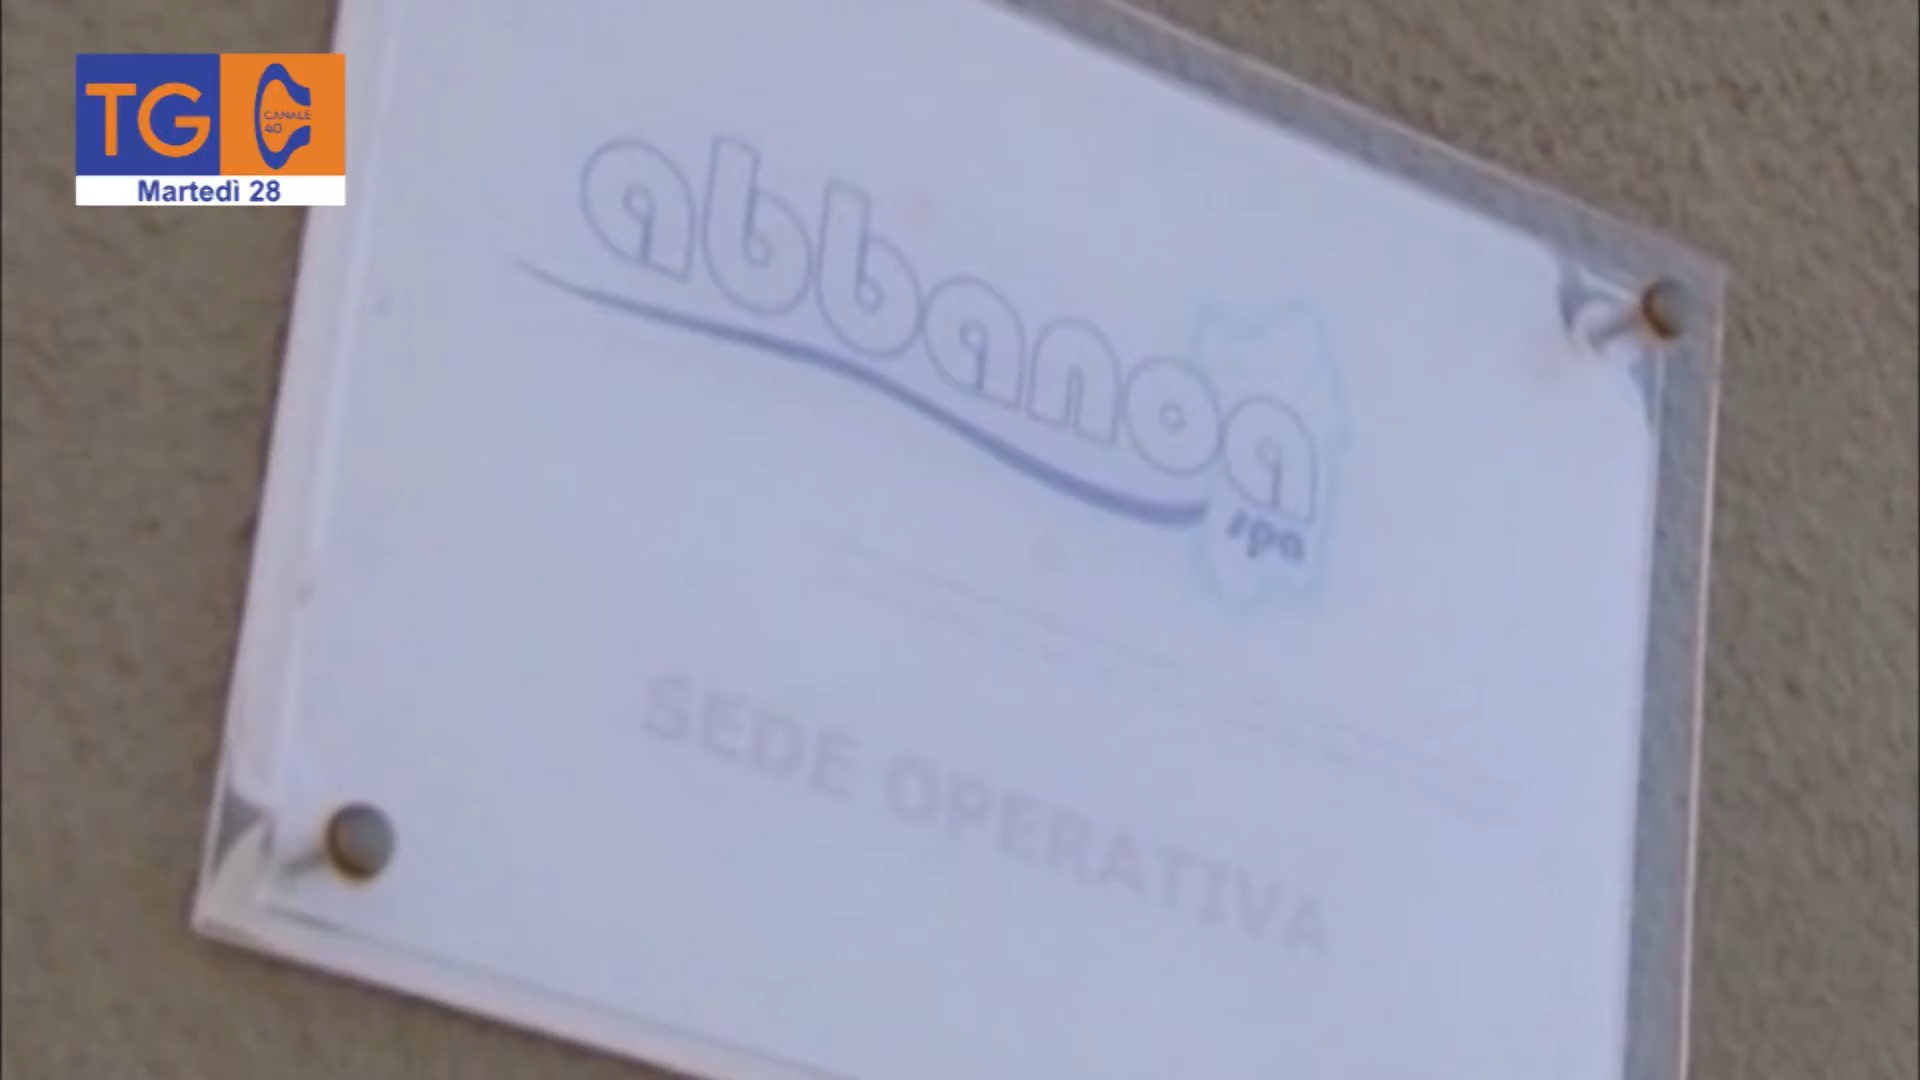 TG
CANALE
40
Martedì 28
abbanoa
spa
SEDE OPERATIVA